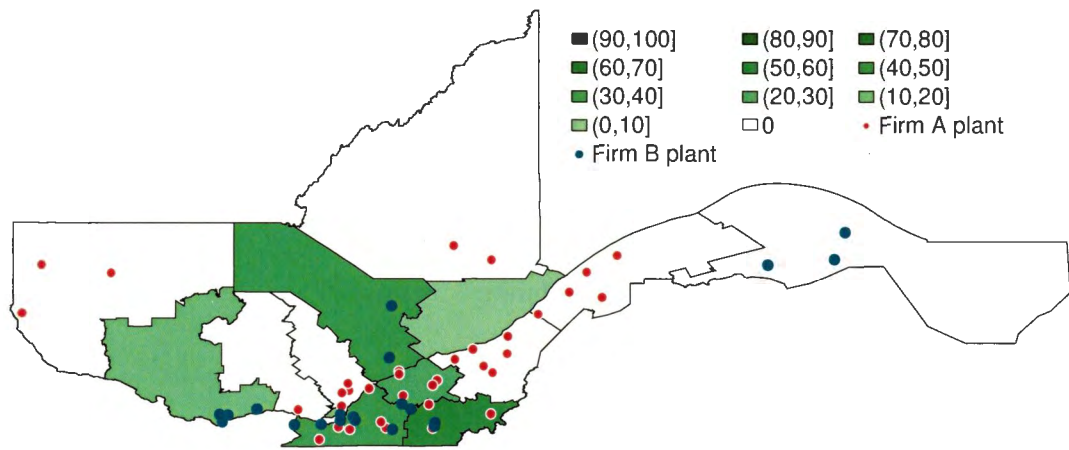 (90,100] (80,90] (70,80]
(60,70] (50,60] (40,50]
(30,40] (20,30] (10,20]
(0,10] 0 Firm A plant
Firm B plant